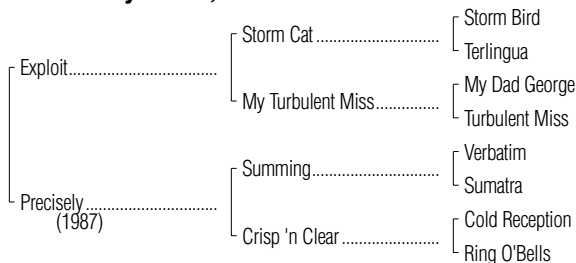 Storm Bird
Storm Cat........................
Terlingua
Exploit.............................
My Dad George
My Turbulent Miss............
Turbulent Miss
Verbatim
Summing........................
Sumatra
Precisely..........................
(1987)
Cold Reception
Crisp 'n Clear...................
Ring O'Bells